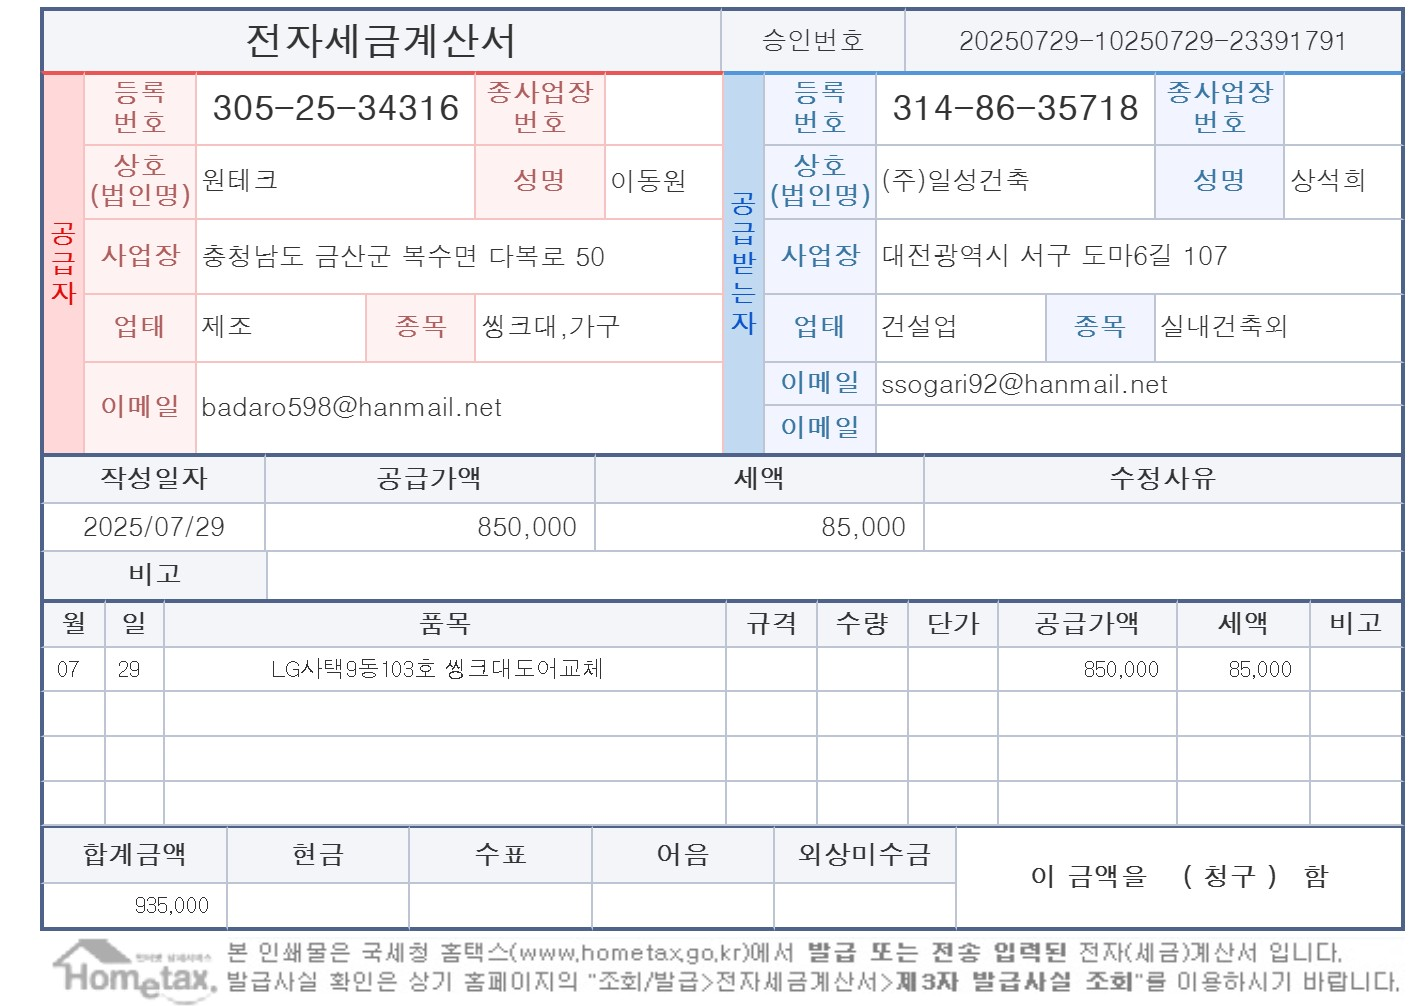 전자세금계산서 승인번호 20250729-10250729-23391791
공급자
등록번호 305-25-34316 종사업장번호
상호(법인명) 원테크 성명 이동원
사업장 충청남도 금산군 복수면 다복로 50
업태 제조 종목 씽크대,가구
이메일 badaro598@hanmail.net
공급받는자
등록번호 314-86-35718 종사업장번호
상호(법인명) (주)일성건축 성명 상석희
사업장 대전광역시 서구 도마6길 107
업태 건설업 종목 실내건축외
이메일 ssogari92@hanmail.net
이메일
작성일자 공급가액 세액 수정사유
2025/07/29 850,000 85,000
비고
월 일 품목 규격 수량 단가 공급가액 세액 비고
07 29 LG사택9동103호 씽크대도어교체 850,000 85,000
합계금액 현금 수표 어음 외상미수금 이 금액을 ( 청구 ) 함
935,000
Hometax. 본 인쇄물은 국세청 홈택스(www.hometax.go.kr)에서 발급 또는 전송 입력된 전자(세금)계산서 입니다.
발급사실 확인은 상기 홈페이지의 "조회/발급>전자세금계산서>제3자 발급사실 조회"를 이용하시기 바랍니다.